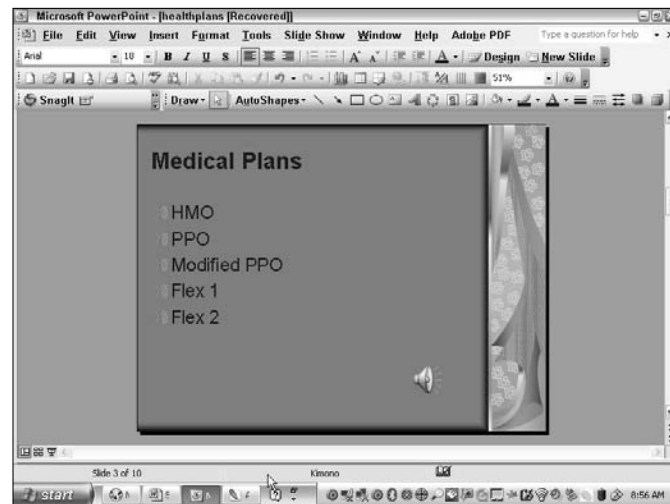 Microsoft PowerPoint - [healthplans [Recovered]]
File Edit View Insert Format Tools Slide Show Window Help Adobe PDF Type a question for help
Arial 18 B I U S A A A Design New Slide
51%
SnagIt Draw AutoShapes A
Medical Plans
HMO
PPO
Modified PPO
Flex 1
Flex 2
Slide 3 of 10 Kimono
start 8:56 AM